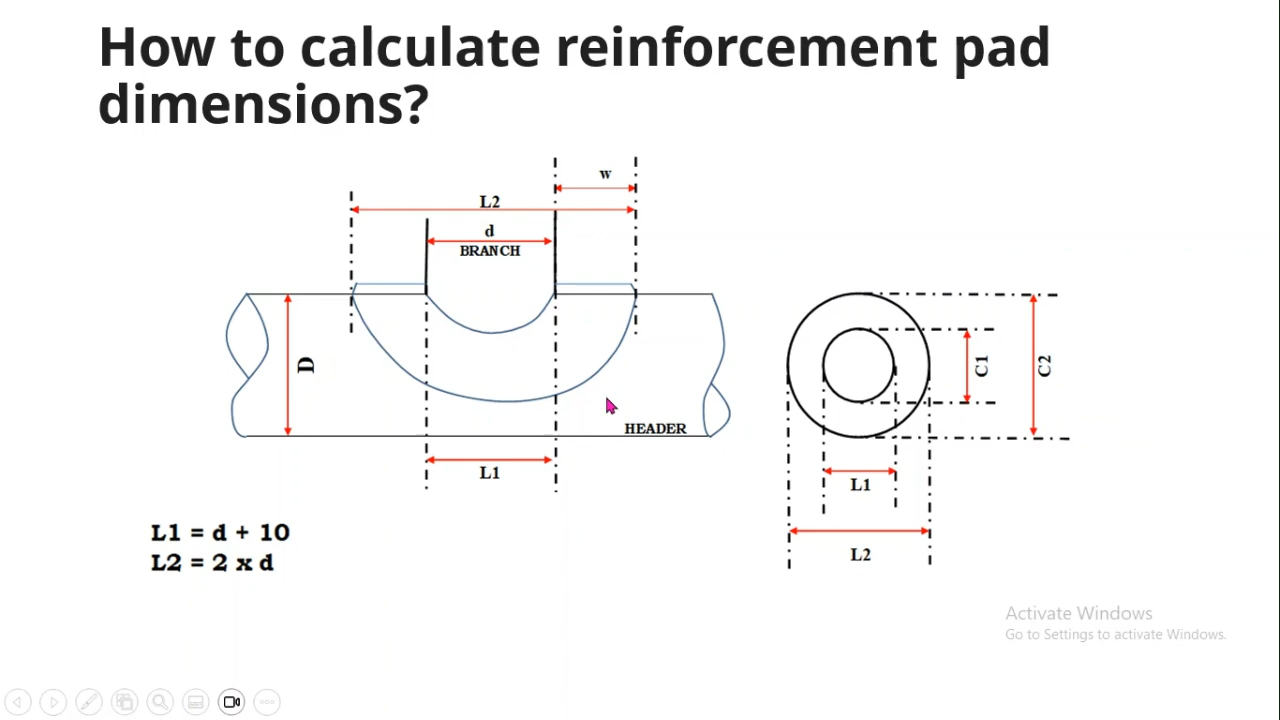 How to calculate reinforcement pad
dimensions?
w
L2
d
BRANCH
D
HEADER
L1
C1
C2
L1
L2
L1 = d + 10
L2 = 2 x d
Activate Windows
Go to Settings to activate Windows.